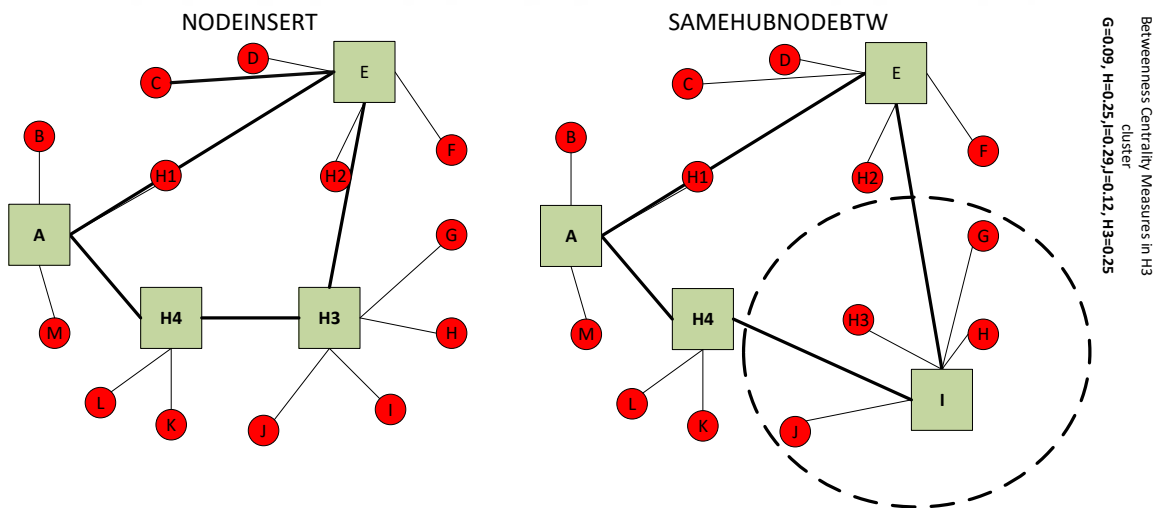 NODEINSERT
D
E
C
B
F
H1
H2
A
G
H4
H3
H
M
L
I
K
J
SAMEHUBNODEBTW
D
E
C
B
F
H1
H2
A
G
H4
H3
H
M
L
I
K
J
Betweenness Centrality Measures in H3
cluster
G=0.09, H=0.25,I=0.29,J=0.12, H3=0.25